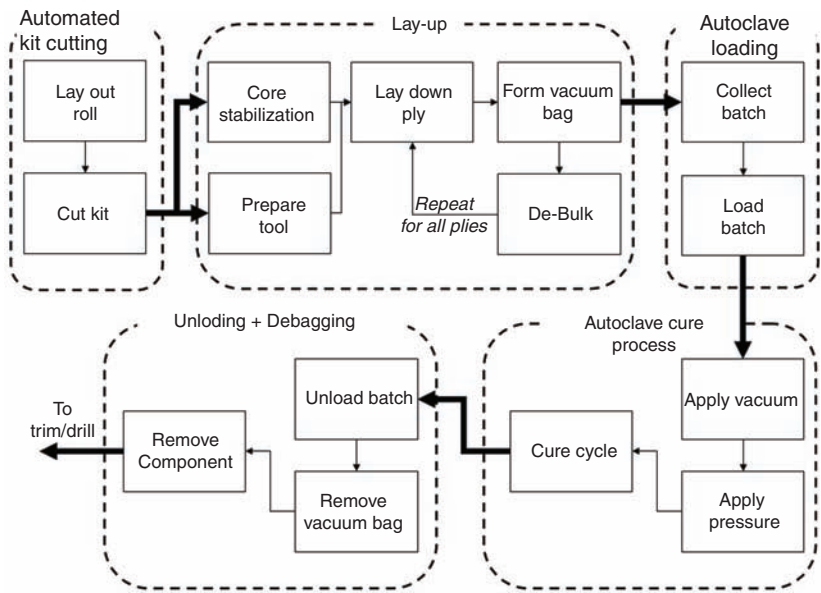 Automated
kit cutting
Lay out
roll
Cut kit
Lay-up
Core
stabilization
Prepare
tool
Lay down
ply
Repeat
for all plies
Form vacuum
bag
De-Bulk
Autoclave
loading
Collect
batch
Load
batch
Autoclave cure
process
Apply vacuum
Apply
pressure
Cure cycle
Unloding + Debagging
Unload batch
Remove
vacuum bag
Remove
Component
To
trim/drill